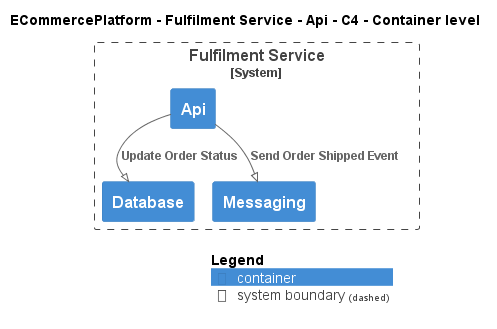 ECommercePlatform - Fulfilment Service - Api - C4 - Container level
Fulfilment Service
[System]
Api
Update Order Status
Send Order Shipped Event
Database
Messaging
Legend
container
system boundary (dashed)